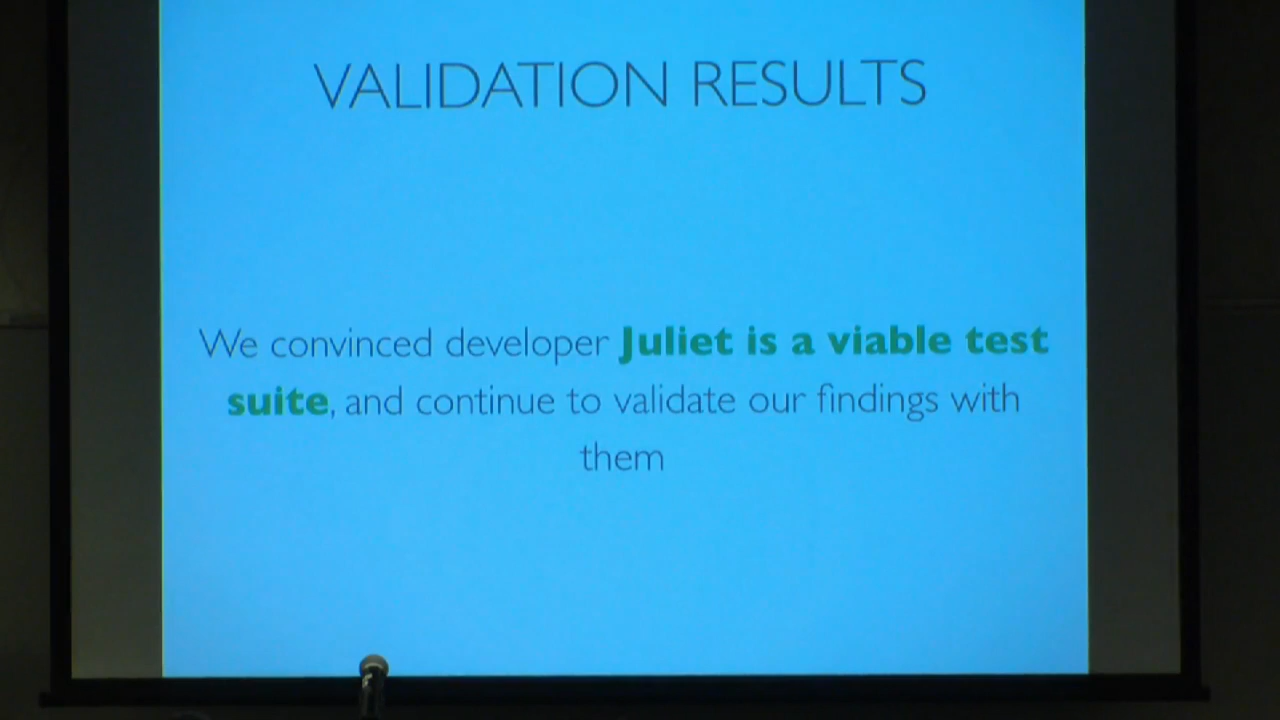 VALIDATION RESULTS
We convinced developer Juliet is a viable test
suite, and continue to validate our findings with
them